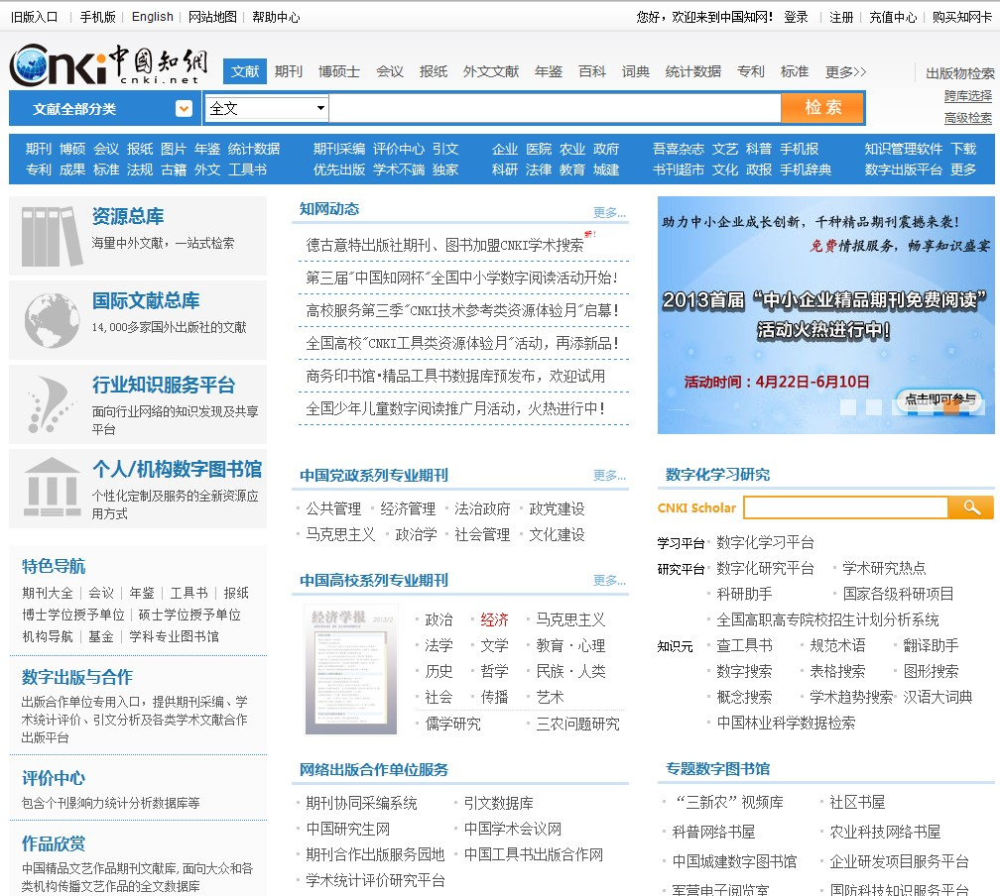 旧版入口 | 手机版 | English | 网站地图 | 帮助中心
您好，欢迎来到中国知网！ 登录 | 注册 | 充值中心 | 购买知网卡
Cnki 中國知網
cnki.net
文献 期刊 博硕士 会议 报纸 外文文献 年鉴 百科 词典 统计数据 专利 标准 更多>>
出版物检索
跨库选择
高级检索
文献全部分类 全文 检 索
期刊 博硕 会议 报纸 图片 年鉴 统计数据
专利 成果 标准 法规 古籍 外文 工具书
期刊采编 评价中心 引文
优先出版 学术不端 独家
企业 医院 农业 政府
科研 法律 教育 城建
吾喜杂志 文艺 科普 手机报
书刊超市 文化 政报 手机辞典
知识管理软件 下载
数字出版平台 更多
资源总库
海量中外文献，一站式检索
国际文献总库
14,000多家国外出版社的文献
行业知识服务平台
面向行业网络的知识发现及共享
平台
个人/机构数字图书馆
个性化定制及服务的全新资源应
用方式
特色导航
期刊大全 | 会议 | 年鉴 | 工具书 | 报纸
博士学位授予单位 | 硕士学位授予单位
机构导航 | 基金 | 学科专业图书馆
数字出版与合作
出版合作单位专用入口，提供期刊采编、学
术统计评价、引文分析及各类学术文献合作
出版平台
评价中心
包含个刊影响力统计分析数据库等
作品欣赏
中国精品文艺作品期刊文献库, 面向大众和各
类机构传播文艺作品的全文数据库
知网动态 更多...
德古意特出版社期刊、图书加盟CNKI学术搜索 新!
第三届"中国知网杯"全国中小学数字阅读活动开始！
高校服务第三季"CNKI技术参考类资源体验月"启幕！
全国高校"CNKI工具类资源体验月"活动，再添新品！
商务印书馆•精品工具书数据库预发布，欢迎试用
全国少年儿童数字阅读推广月活动，火热进行中！
中国党政系列专业期刊 更多...
公共管理 经济管理 法治政府 政党建设
马克思主义 政治学 社会管理 文化建设
中国高校系列专业期刊 更多...
经济学报 2013/2
政治 经济 马克思主义
法学 文学 教育·心理
历史 哲学 民族·人类
社会 传播 艺术
儒学研究 三农问题研究
网络出版合作单位服务
期刊协同采编系统 引文数据库
中国研究生网 中国学术会议网
期刊合作出版服务园地 中国工具书出版合作网
学术统计评价研究平台
助力中小企业成长创新，千种精品期刊震撼来袭！
免费情报服务，畅享知识盛宴
2013首届“中小企业精品期刊免费阅读”
活动火热进行中！
活动时间：4月22日-6月10日
点击即可参与
数字化学习研究
CNKI Scholar
学习平台 数字化学习平台
研究平台 数字化研究平台 学术研究热点
科研助手 国家各级科研项目
全国高职高专院校招生计划分析系统
知识元 查工具书 规范术语 翻译助手
数字搜索 表格搜索 图形搜索
概念搜索 学术趋势搜索 汉语大词典
中国林业科学数据检索
专题数字图书馆
“三新农”视频库 社区书屋
科普网络书屋 农业科技网络书屋
中国城建数字图书馆 企业研发项目服务平台
军营电子阅览室 国防科技知识服务平台